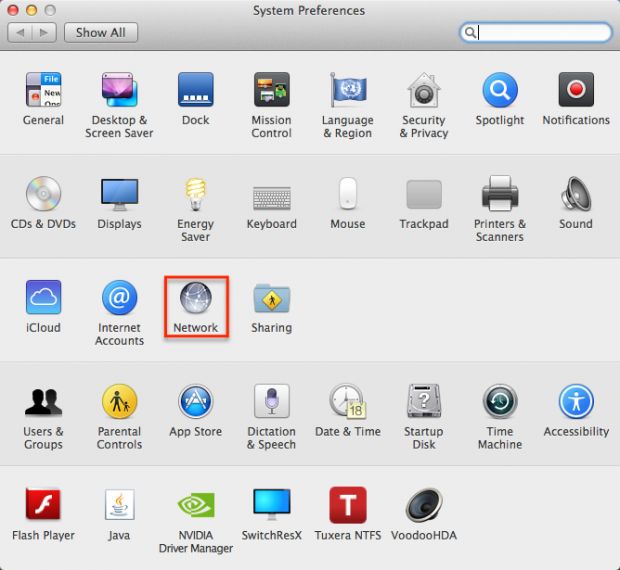 System Preferences
Show All
File
New
Ope
General
Desktop &
Screen Saver
Dock
Mission
Control
Language
& Region
Security
& Privacy
Spotlight
Notifications
CDs & DVDs
Displays
Energy
Saver
Keyboard
Mouse
Trackpad
Printers &
Scanners
Sound
iCloud
@
Internet
Accounts
Network
Sharing
Users &
Groups
Parental
Controls
App Store
Dictation
& Speech
18
Date & Time
?
Startup
Disk
Time
Machine
Accessibility
Flash Player
Java
Java
NVIDIA
Driver Manager
SwitchResX
T
Tuxera NTFS
VoodooHDA